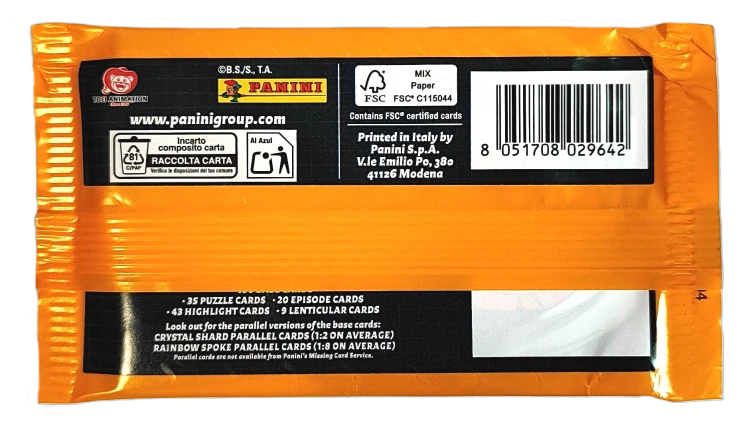 TOEI ANIMATION
©B.S./S., T.A.
PANINI
www.paninigroup.com
81
C/PAP
Incarto
composito carta
RACCOLTA CARTA
Verifica le disposizioni del tuo comune
Al Azul
FSC
MIX
Paper
FSC® C115044
Contains FSC® certified cards
Printed in Italy by
Panini S.p.A.
V.le Emilio Po, 380
41126 Modena
8 051708 029642
• 35 PUZZLE CARDS • 20 EPISODE CARDS
• 43 HIGHLIGHT CARDS • 9 LENTICULAR CARDS
Look out for the parallel versions of the base cards:
CRYSTAL SHARD PARALLEL CARDS (1:2 ON AVERAGE)
RAINBOW SPOKE PARALLEL CARDS (1:8 ON AVERAGE)
Parallel cards are not available from Panini's Missing Card Service.